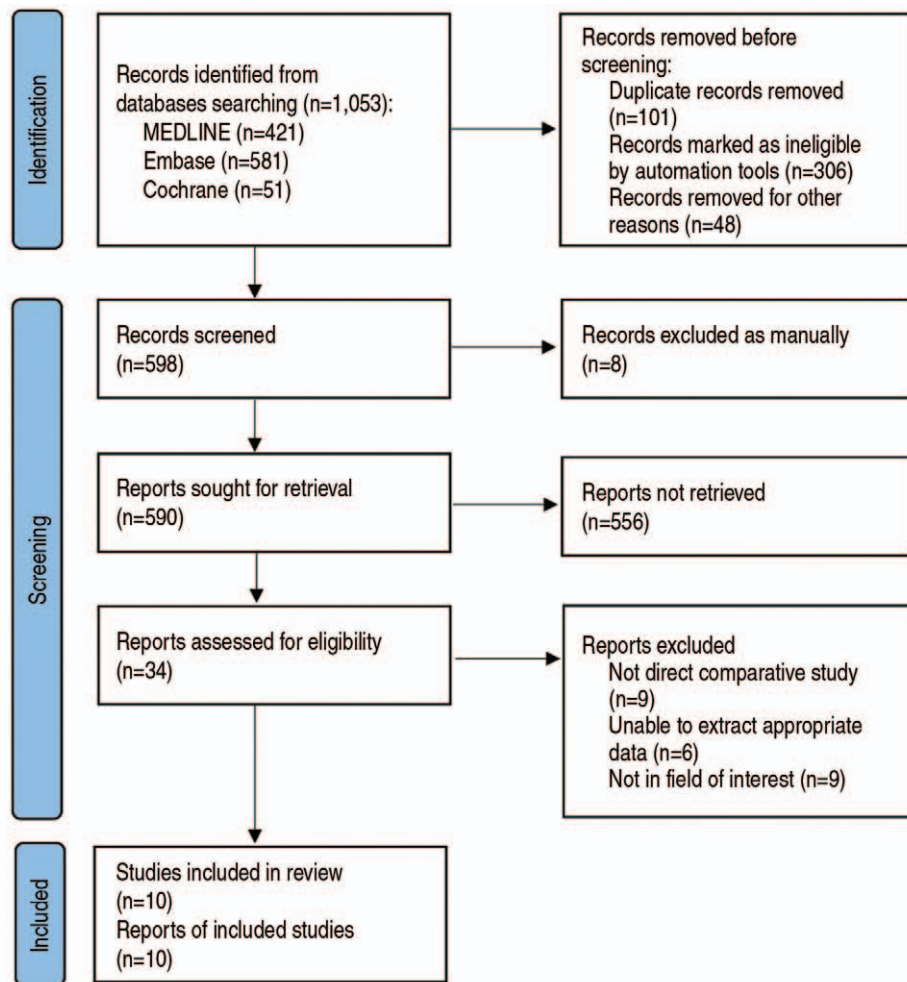 Identification
Records identified from
databases searching (n=1,053):
MEDLINE (n=421)
Embase (n=581)
Cochrane (n=51)
Records removed before
screening:
Duplicate records removed
(n=101)
Records marked as ineligible
by automation tools (n=306)
Records removed for other
reasons (n=48)
Screening
Records screened
(n=598)
Records excluded as manually
(n=8)
Reports sought for retrieval
(n=590)
Reports not retrieved
(n=556)
Reports assessed for eligibility
(n=34)
Reports excluded
Not direct comparative study
(n=9)
Unable to extract appropriate
data (n=6)
Not in field of interest (n=9)
Included
Studies included in review
(n=10)
Reports of included studies
(n=10)